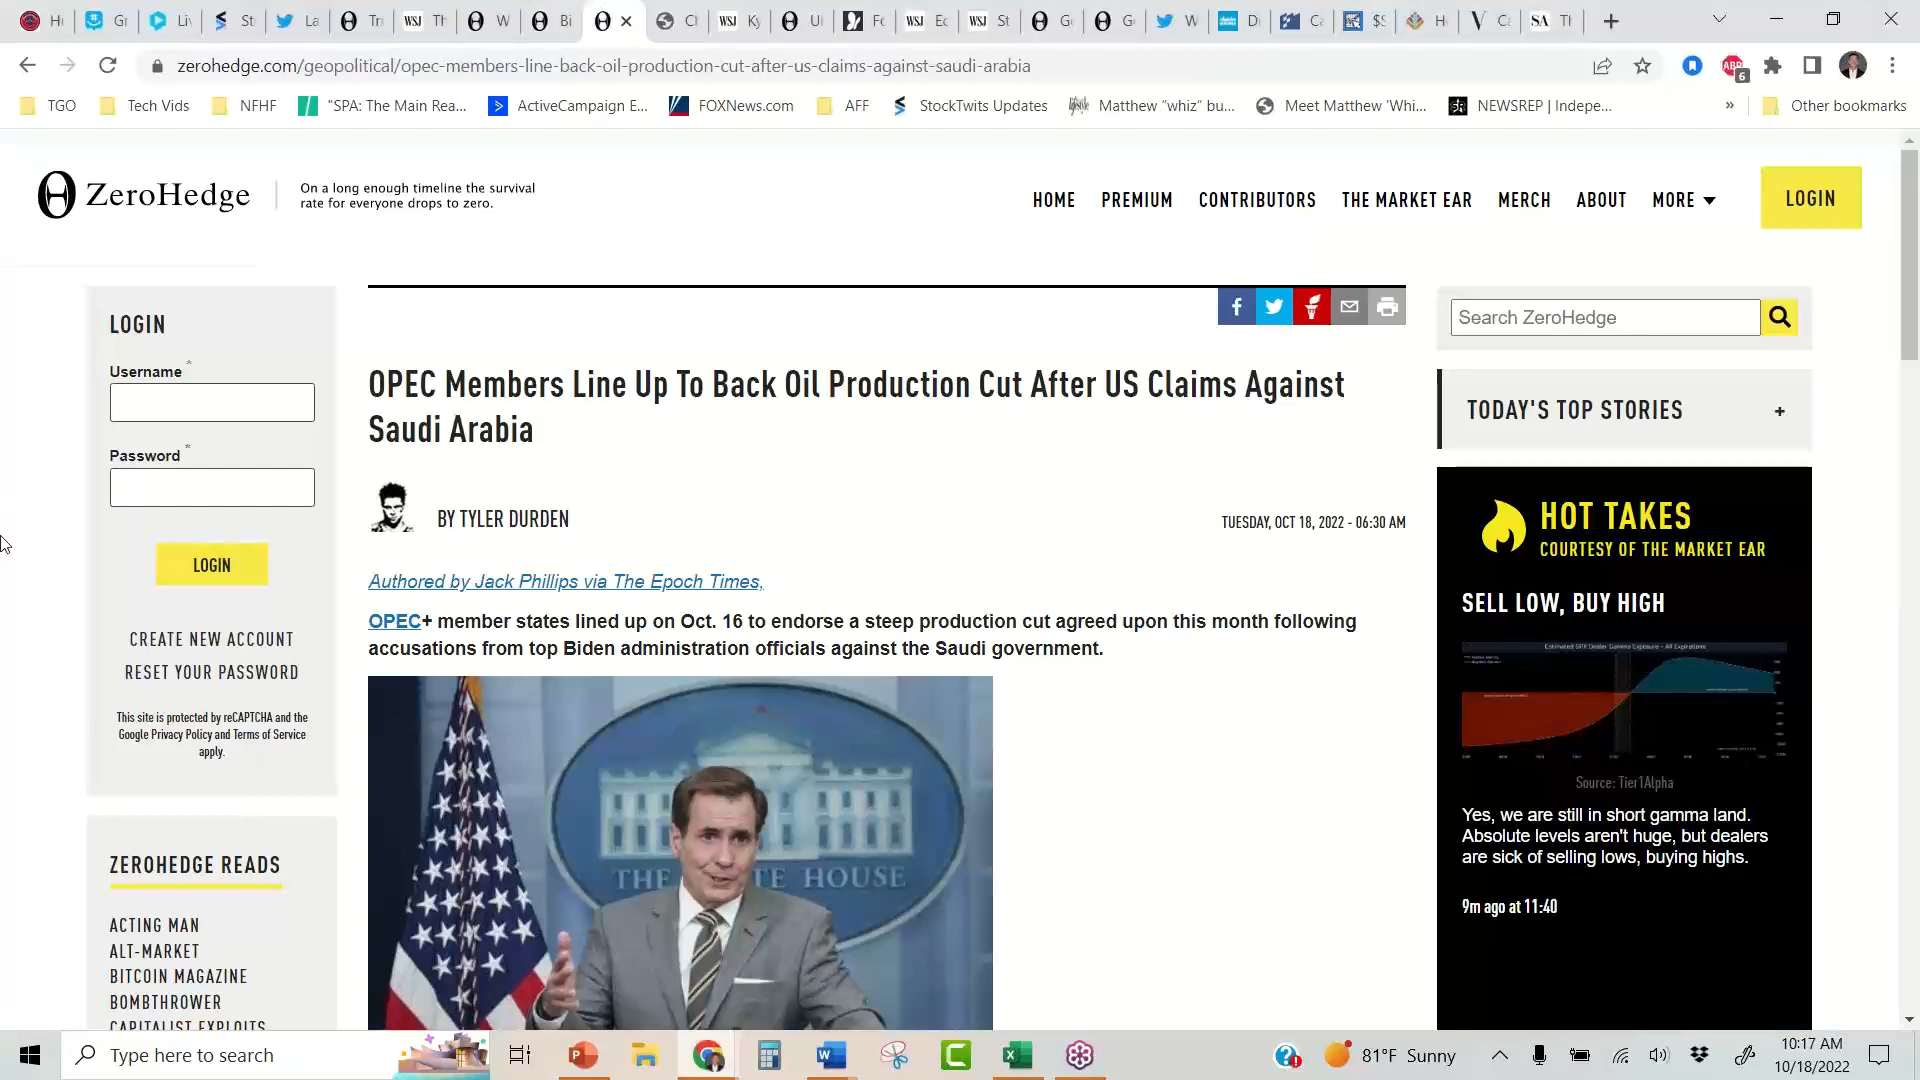 zerohedge.com/geopolitical/opec-members-line-back-oil-production-cut-after-us-claims-against-saudi-arabia
6
TGO
Tech Vids
NFHF
"SPA: The Main Rea...
ActiveCampaign E...
FOXNews.com
AFF
StockTwits Updates
Matthew “whiz” bu...
Meet Matthew 'Whi...
NEWSREP | Indepe...
»
Other bookmarks
ZeroHedge
On a long enough timeline the survival
rate for everyone drops to zero.
HOME PREMIUM CONTRIBUTORS THE MARKET EAR MERCH ABOUT MORE
LOGIN
LOGIN
Username *
Password *
LOGIN
CREATE NEW ACCOUNT
RESET YOUR PASSWORD
This site is protected by reCAPTCHA and the
Google Privacy Policy and Terms of Service
apply.
ZEROHEDGE READS
ACTING MAN
ALT-MARKET
BITCOIN MAGAZINE
BOMBTHROWER
CAPITALIST EXPLOITS
OPEC Members Line Up To Back Oil Production Cut After US Claims Against
Saudi Arabia
BY TYLER DURDEN
TUESDAY, OCT 18, 2022 - 06:30 AM
Authored by Jack Phillips via The Epoch Times,
OPEC+ member states lined up on Oct. 16 to endorse a steep production cut agreed upon this month following
accusations from top Biden administration officials against the Saudi government.
THE WHITE HOUSE
Search ZeroHedge
TODAY'S TOP STORIES +
HOT TAKES
COURTESY OF THE MARKET EAR
SELL LOW, BUY HIGH
Estimated SPX Dealer Gamma Exposure - All Expirations
Source: Tier1Alpha
Yes, we are still in short gamma land.
Absolute levels aren't huge, but dealers
are sick of selling lows, buying highs.
9m ago at 11:40
Type here to search
81°F Sunny
10:17 AM
10/18/2022